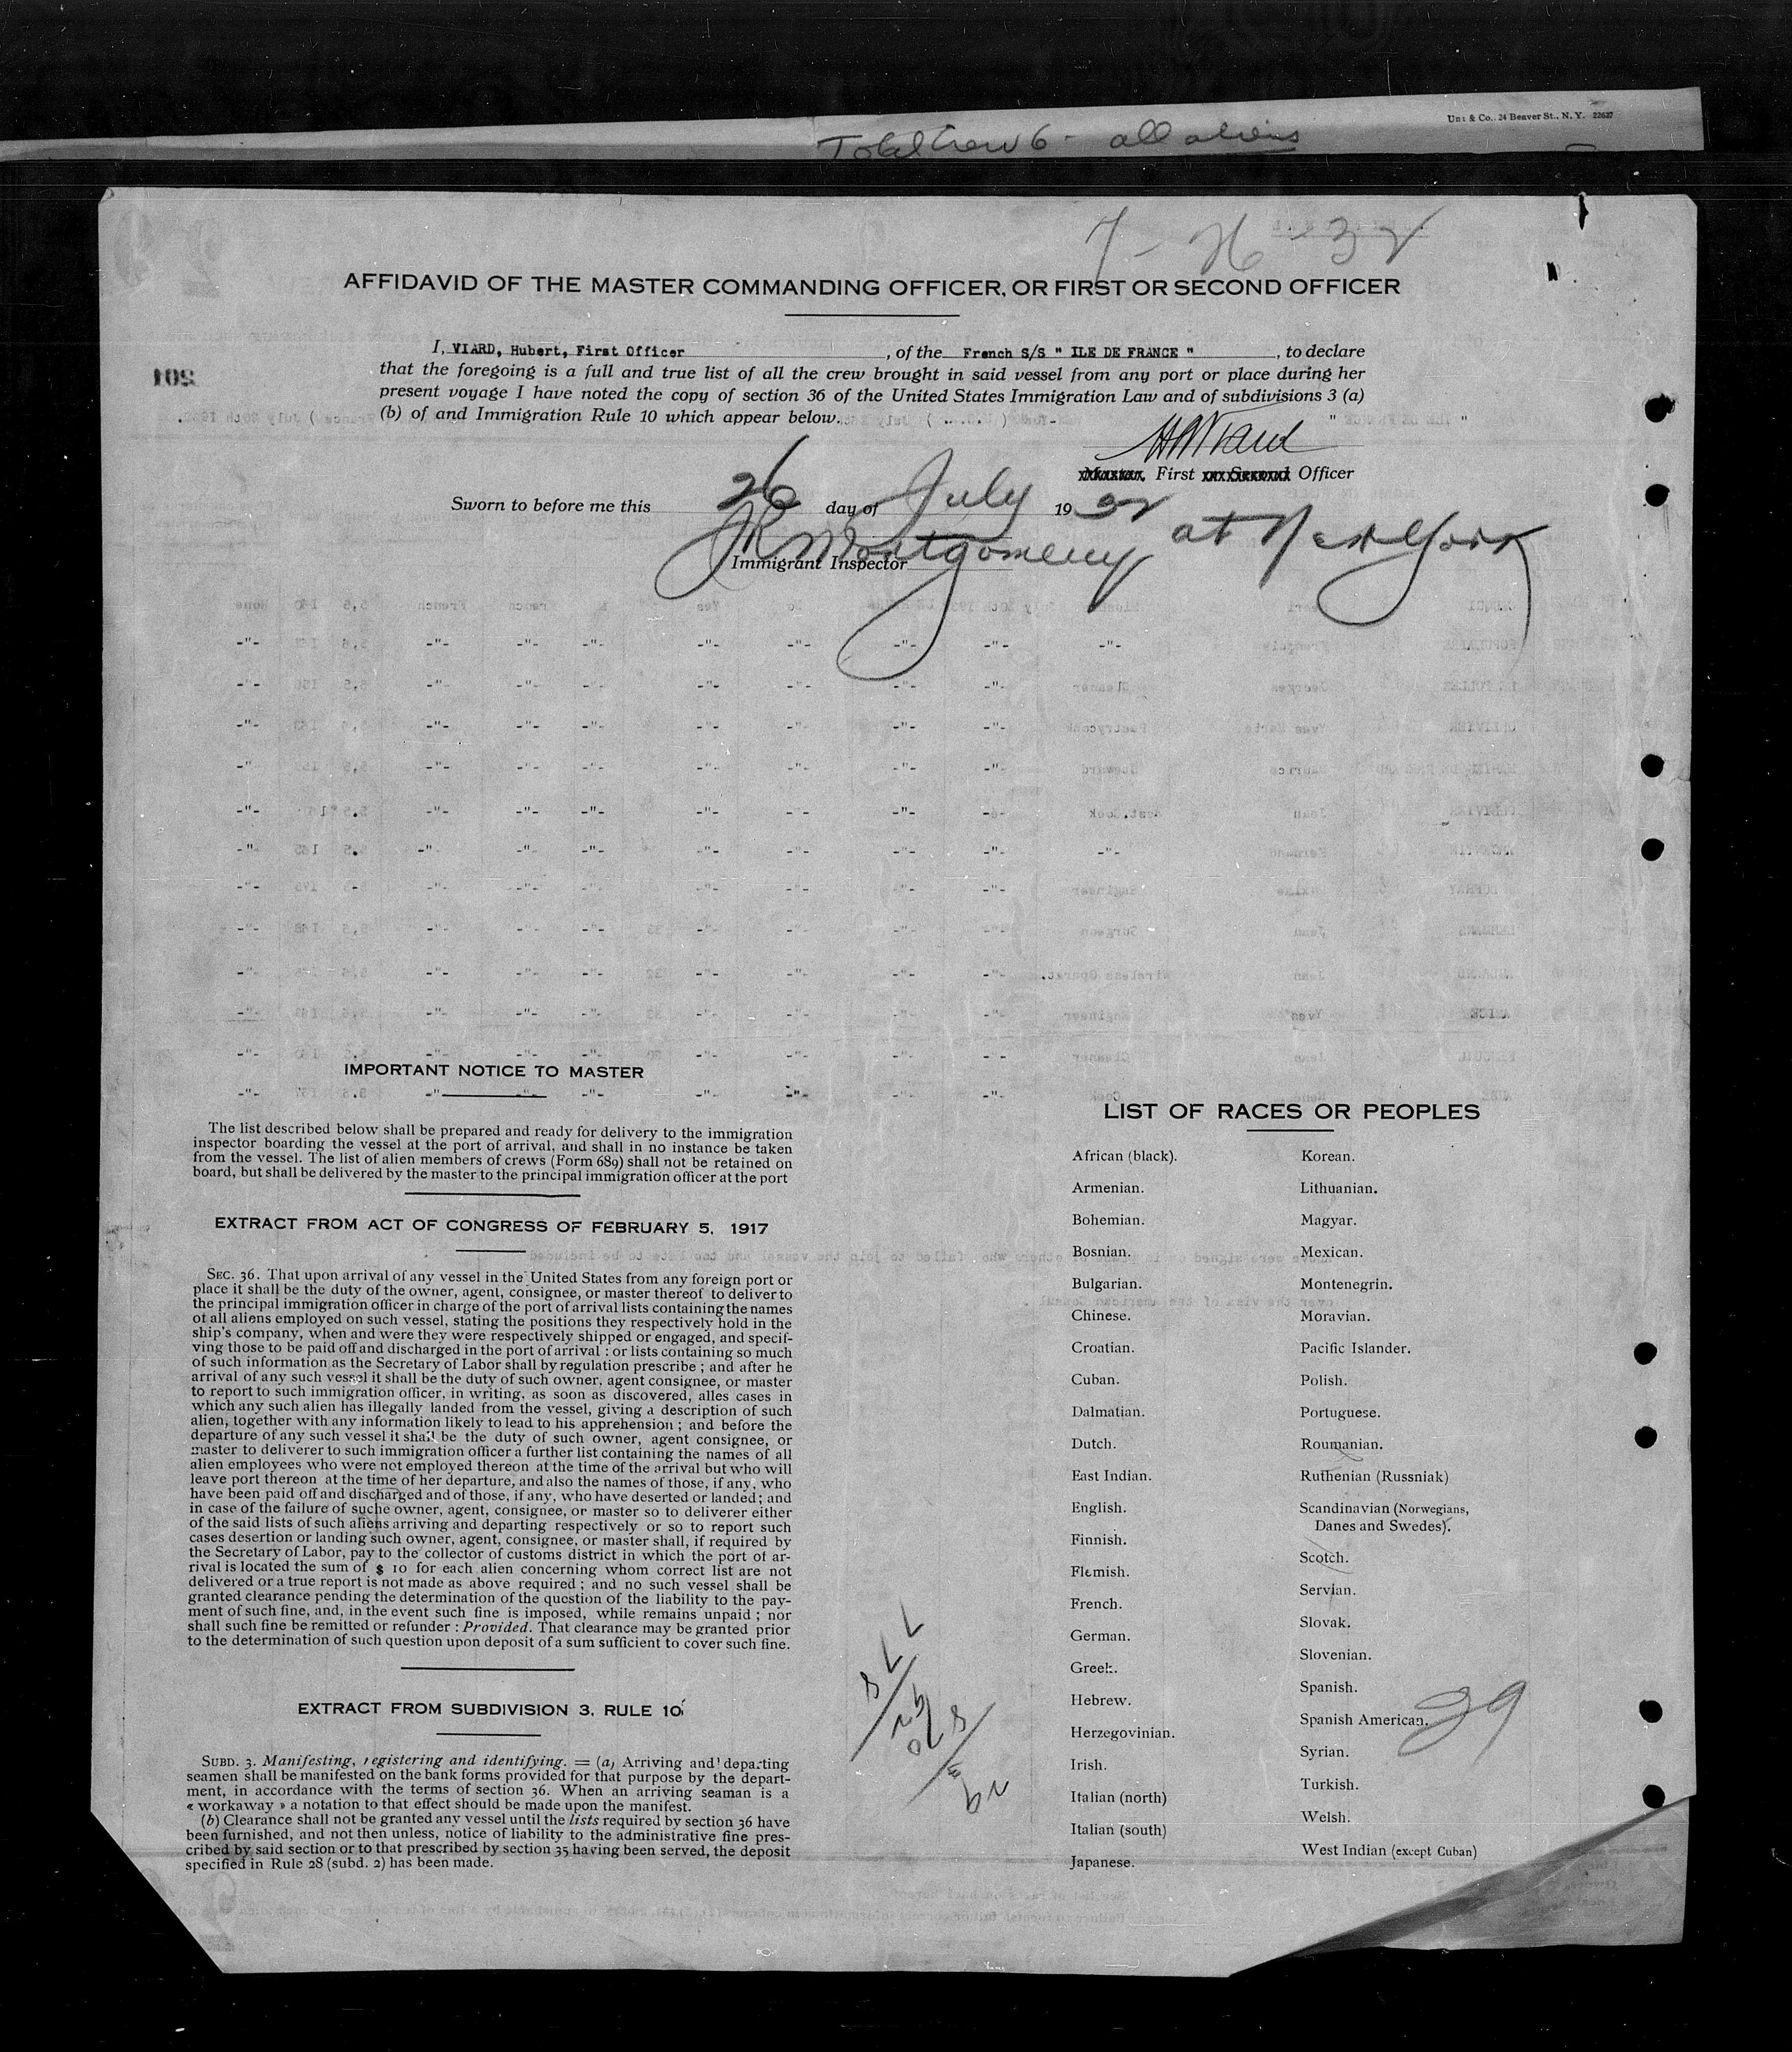 Unz & Co., 24 Beaver St., N. Y. 22627
Total Crew 6 - all aliens
7-26-32
AFFIDAVID OF THE MASTER COMMANDING OFFICER, OR FIRST OR SECOND OFFICER
I, VIARD, Hubert, First Officer, of the French S/S " ILE DE FRANCE ", to declare
that the foregoing is a full and true list of all the crew brought in said vessel from any port or place during her
present voyage I have noted the copy of section 36 of the United States Immigration Law and of subdivisions 3 (a)
(b) of and Immigration Rule 10 which appear below.
HViard
First Officer
Sworn to before me this 26 day of July 1932
JR Montgomery at New York
Immigrant Inspector
IMPORTANT NOTICE TO MASTER
The list described below shall be prepared and ready for delivery to the immigration
inspector boarding the vessel at the port of arrival, and shall in no instance be taken
from the vessel. The list of alien members of crews (Form 689) shall not be retained on
board, but shall be delivered by the master to the principal immigration officer at the port
EXTRACT FROM ACT OF CONGRESS OF FEBRUARY 5, 1917
SEC. 36. That upon arrival of any vessel in the United States from any foreign port or
place it shall be the duty of the owner, agent, consignee, or master thereof to deliver to
the principal immigration officer in charge of the port of arrival lists containing the names
of all aliens employed on such vessel, stating the positions they respectively hold in the
ship's company, when and were they were respectively shipped or engaged, and specif-
ving those to be paid off and discharged in the port of arrival : or lists containing so much
of such information as the Secretary of Labor shall by regulation prescribe ; and after he
arrival of any such vessel it shall be the duty of such owner, agent consignee, or master
to report to such immigration officer, in writing, as soon as discovered, alles cases in
which any such alien has illegally landed from the vessel, giving a description of such
alien, together with any information likely to lead to his apprehension ; and before the
departure of any such vessel it shall be the duty of such owner, agent consignee, or
master to deliverer to such immigration officer a further list containing the names of all
alien employees who were not employed thereon at the time of the arrival but who will
leave port thereon at the time of her departure, and also the names of those, if any, who
have been paid off and discharged and of those, if any, who have deserted or landed; and
in case of the failure of suche owner, agent, consignee, or master so to deliverer either
of the said lists of such aliens arriving and departing respectively or so to report such
cases desertion or landing such owner, agent, consignee, or master shall, if required by
the Secretary of Labor, pay to the collector of customs district in which the port of ar-
rival is located the sum of $ 10 for each alien concerning whom correct list are not
delivered or a true report is not made as above required ; and no such vessel shall be
granted clearance pending the determination of the question of the liability to the pay-
ment of such fine, and, in the event such fine is imposed, while remains unpaid ; nor
shall such fine be remitted or refunder : Provided. That clearance may be granted prior
to the determination of such question upon deposit of a sum sufficient to cover such fine.
EXTRACT FROM SUBDIVISION 3, RULE 10
SUBD. 3. Manifesting, registering and identifying. = (a) Arriving and departing
seamen shall be manifested on the bank forms provided for that purpose by the depart-
ment, in accordance with the terms of section 36. When an arriving seaman is a
« workaway » a notation to that effect should be made upon the manifest.
(b) Clearance shall not be granted any vessel until the lists required by section 36 have
been furnished, and not then unless, notice of liability to the administrative fine pres-
cribed by said section or to that prescribed by section 35 having been served, the deposit
specified in Rule 28 (subd. 2) has been made.
LIST OF RACES OR PEOPLES
African (black).
Armenian.
Bohemian.
Bosnian.
Bulgarian.
Chinese.
Croatian.
Cuban.
Dalmatian.
Dutch.
East Indian.
English.
Finnish.
Flemish.
French.
German.
Greek.
Hebrew.
Herzegovinian.
Irish.
Italian (north)
Italian (south)
Japanese.
Korean.
Lithuanian.
Magyar.
Mexican.
Montenegrin.
Moravian.
Pacific Islander.
Polish.
Portuguese.
Roumanian.
Ruthenian (Russniak)
Scandinavian (Norwegians,
Danes and Swedes).
Scotch.
Servian.
Slovak.
Slovenian.
Spanish.
Spanish American.
Syrian.
Turkish.
Welsh.
West Indian (except Cuban)
29